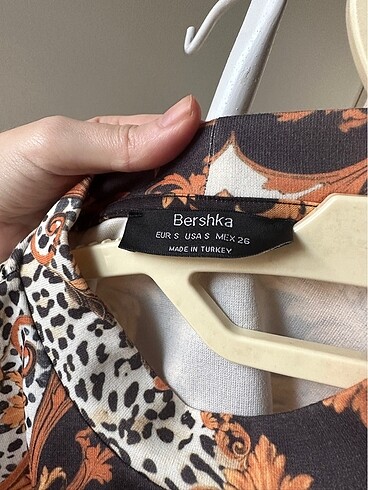 Bershka
EUR S USA S MEX 26
MADE IN TURKEY